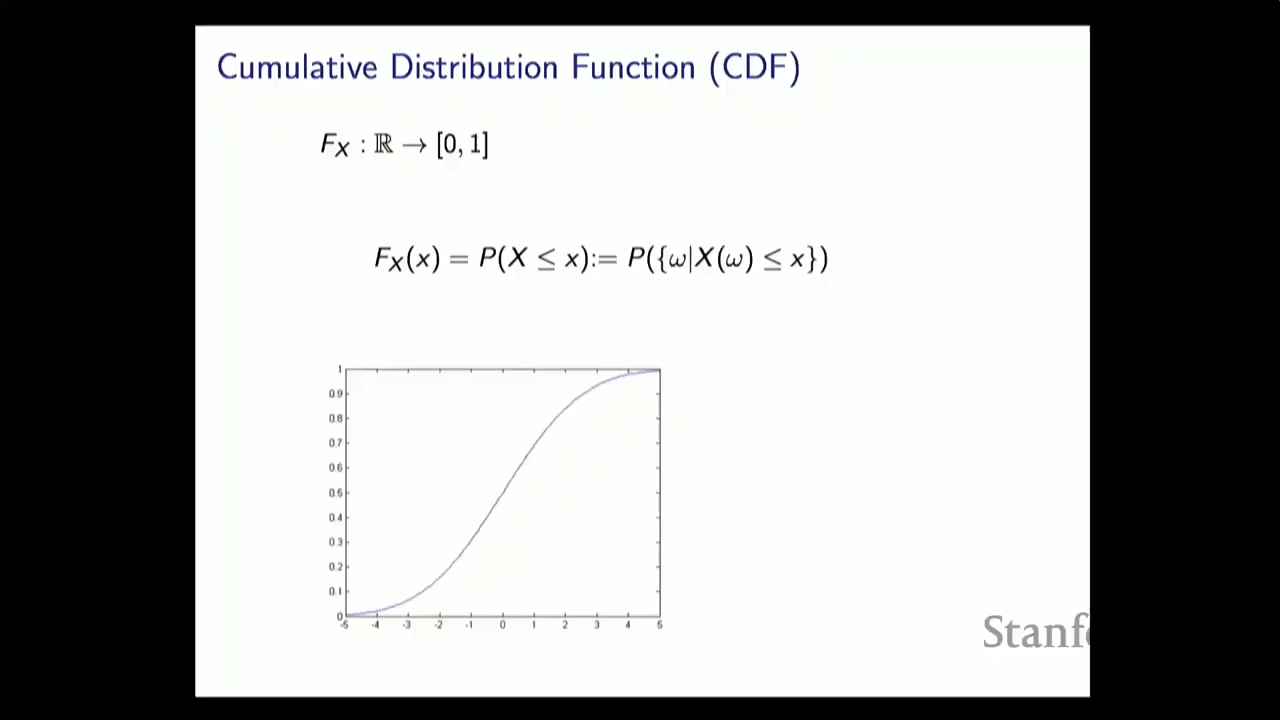 Cumulative Distribution Function (CDF)
F_X : ℝ → [0, 1]
F_X(x) = P(X ≤ x):= P({ω|X(ω) ≤ x})
1
0.9
0.8
0.7
0.6
0.5
0.4
0.3
0.2
0.1
0
-5 -4 -3 -2 -1 0 1 2 3 4 5
Stanf